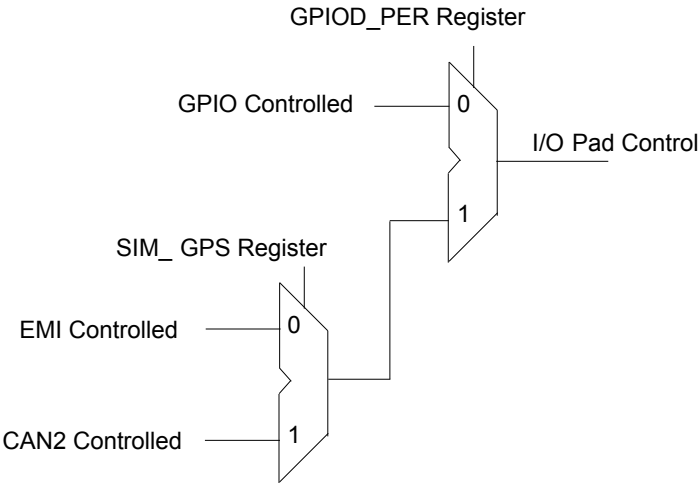 GPIOD_PER Register
GPIO Controlled
0
I/O Pad Control
1
SIM_ GPS Register
EMI Controlled
0
CAN2 Controlled
1